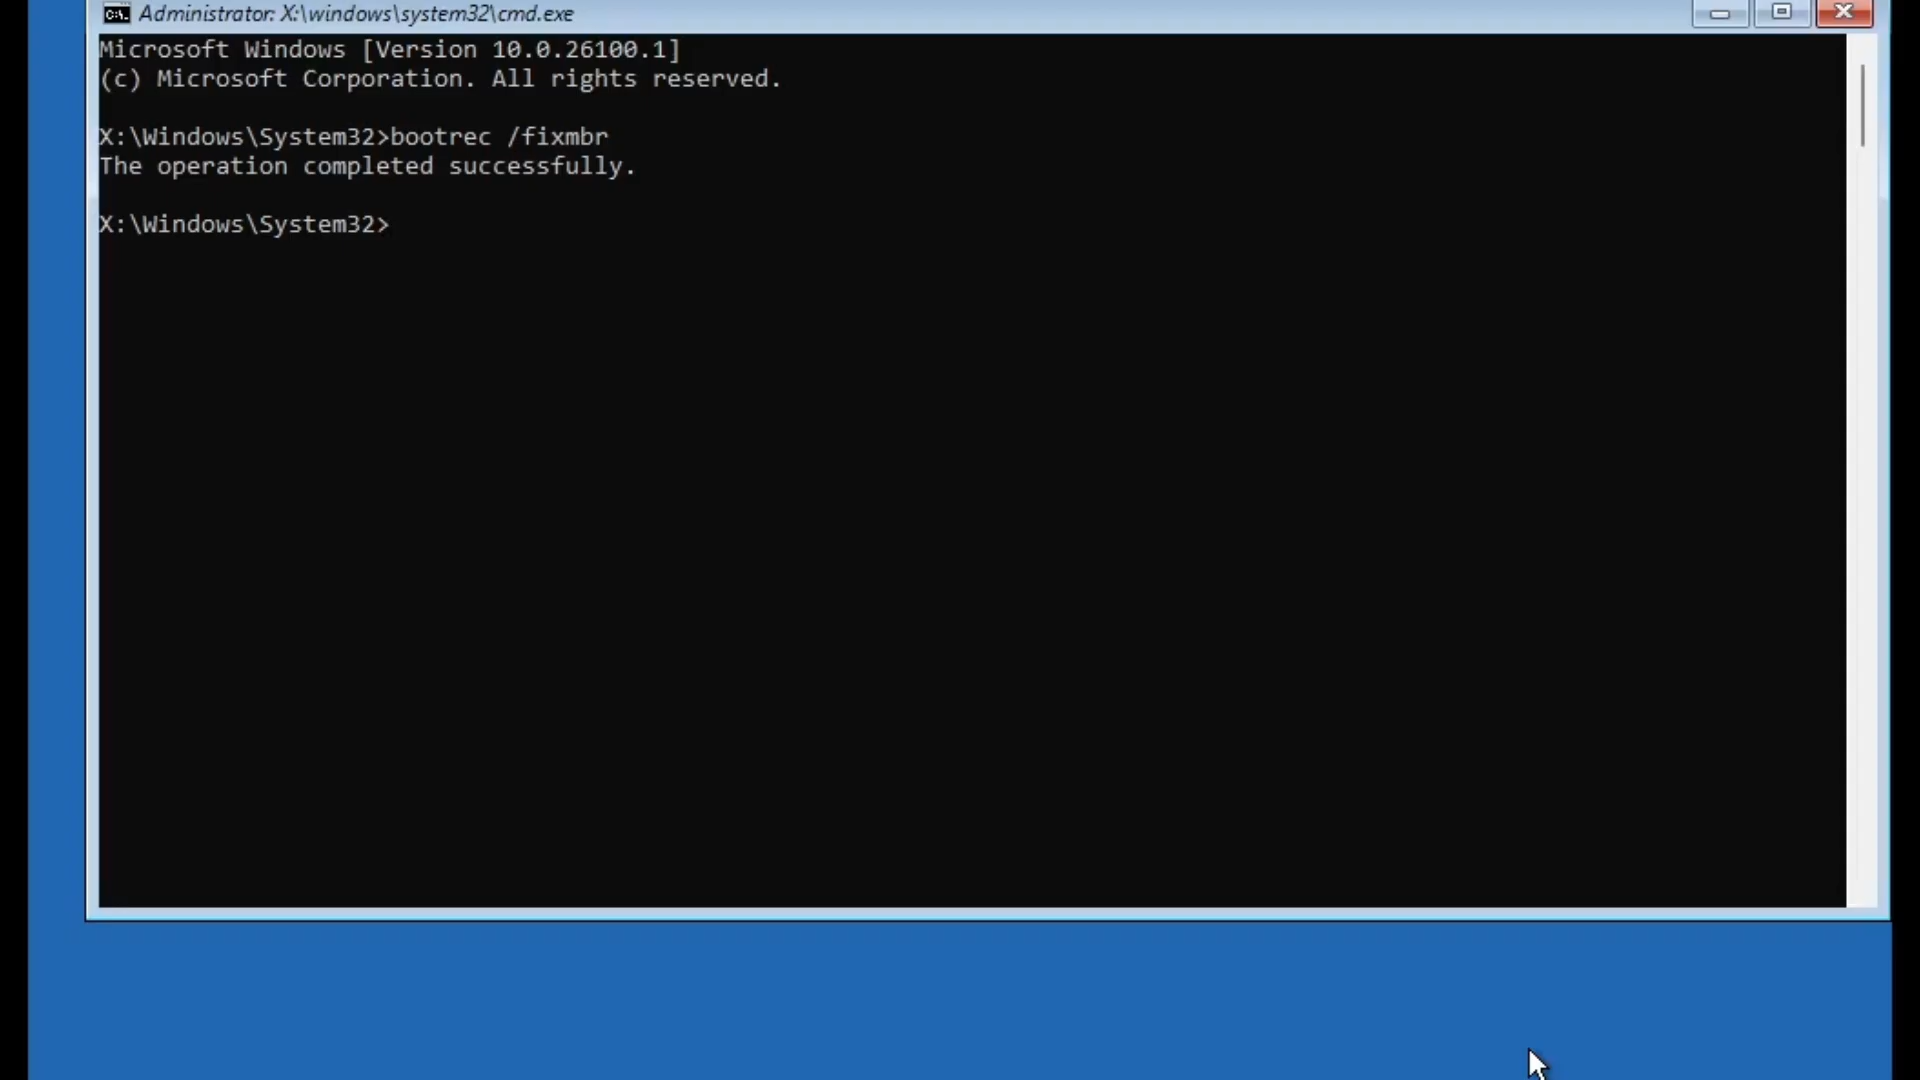 Administrator: X:\windows\system32\cmd.exe
Microsoft Windows [Version 10.0.26100.1]
(c) Microsoft Corporation. All rights reserved.
X:\Windows\System32>bootrec /fixmbr
The operation completed successfully.
X:\Windows\System32>